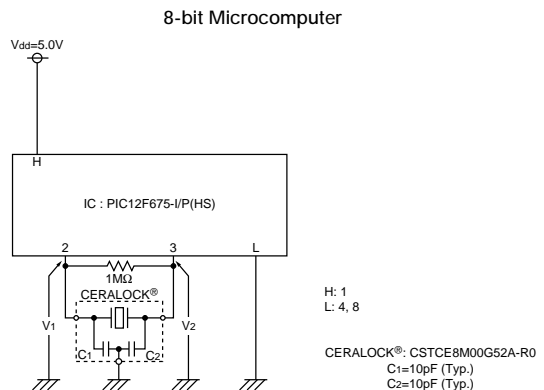 8-bit Microcomputer
Vdd=5.0V
H
IC : PIC12F675-I/P(HS)
2 3 L
1MΩ
CERALOCK®
V1 V2
C1 C2
H: 1
L: 4, 8
CERALOCK®: CSTCE8M00G52A-R0
C1=10pF (Typ.)
C2=10pF (Typ.)